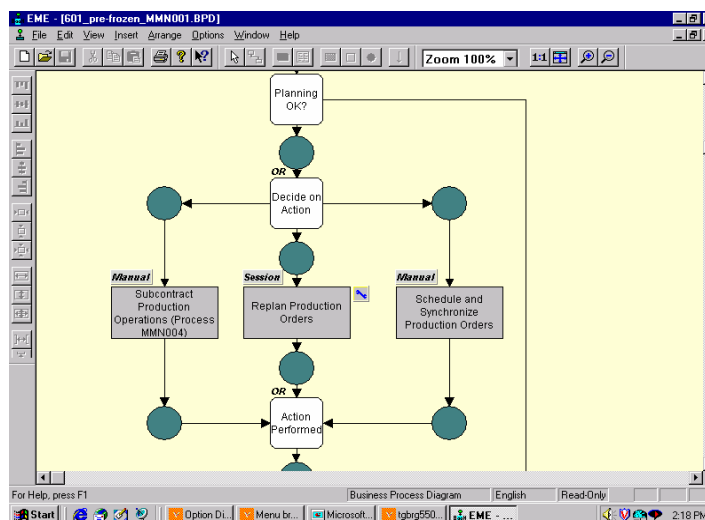 EME - [601_pre-frozen_MMN001.BPD]
File Edit View Insert Arrange Options Window Help
Zoom 100%
1:1
Planning
OK?
OR
Decide on
Action
Manual
Session
Manual
Subcontract
Production
Operations (Process
MMN004)
Replan Production
Orders
Schedule and
Synchronize
Production Orders
OR
Action
Performed
For Help, press F1
Business Process Diagram
English
Read-Only
Start
Option Di...
Menu br...
Microsoft...
tgbrg550...
EME - ...
2:18 PM